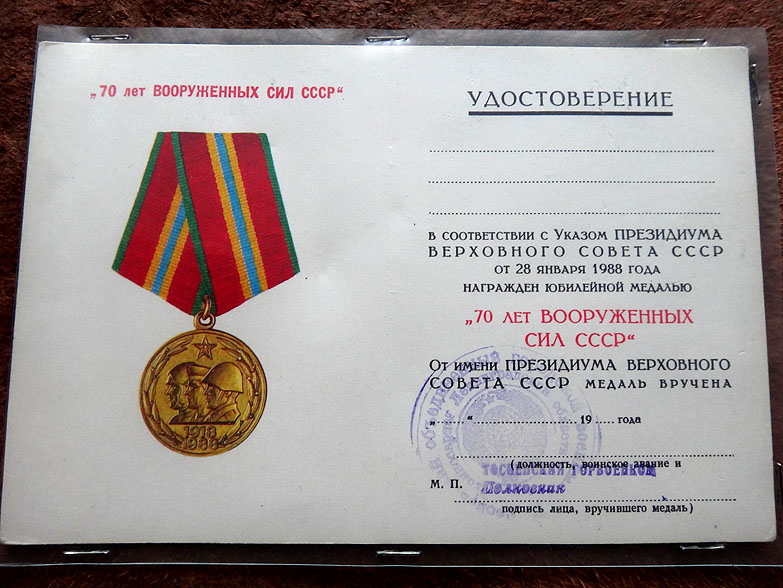 „70 лет ВООРУЖЕННЫХ СИЛ СССР“
1918
1988
УДОСТОВЕРЕНИЕ
В СООТВЕТСТВИИ С УКАЗОМ ПРЕЗИДИУМА
ВЕРХОВНОГО СОВЕТА СССР
ОТ 28 ЯНВАРЯ 1988 ГОДА
НАГРАЖДЕН ЮБИЛЕЙНОЙ МЕДАЛЬЮ
„70 ЛЕТ ВООРУЖЕННЫХ
СИЛ СССР“
От имени ПРЕЗИДИУМА ВЕРХОВНОГО
СОВЕТА СССР МЕДАЛЬ ВРУЧЕНА
„........“ ........................ 19..... года
(должность, воинское звание и
ТОСНЕНСКИЙ ГОРВОЕНКОМ
М. П. Полковник
подпись лица, вручившего медаль)